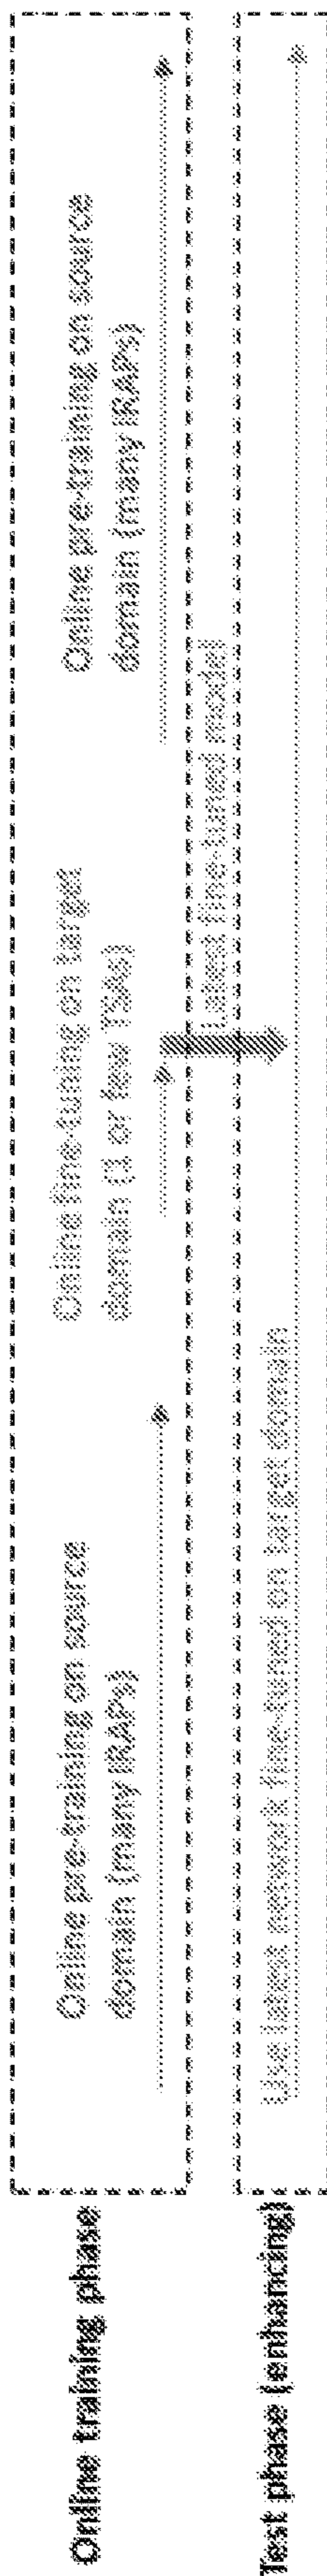 Online training phase
Online pre-training on source
domain (many IRAPs)
Online fine-tuning on target
domain (1 or few TSAs)
Online pre-training on source
domain (many IRAPs)
Latest fine-tuned model
Test phase (enhancing)
Use latest network fine-tuned on target domain